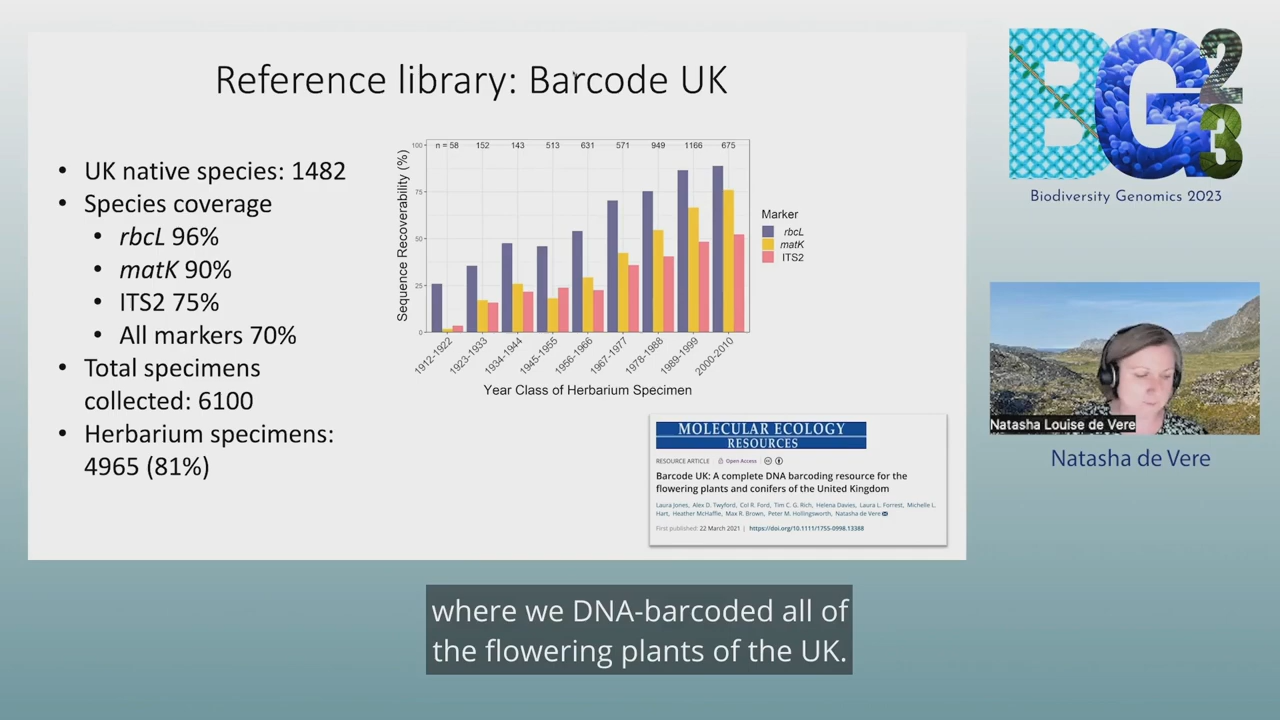 Reference library: Barcode UK
• UK native species: 1482
• Species coverage
• rbcL 96%
• matK 90%
• ITS2 75%
• All markers 70%
• Total specimens
collected: 6100
• Herbarium specimens:
4965 (81%)
Sequence Recoverability (%)
100
75
50
25
0
n = 58 152 143 513 631 571 949 1166 675
1912-1922
1923-1933
1934-1944
1945-1955
1956-1966
1967-1977
1978-1988
1989-1999
2000-2010
Year Class of Herbarium Specimen
Marker
rbcL
matK
ITS2
MOLECULAR ECOLOGY
RESOURCES
RESOURCE ARTICLE Open Access
Barcode UK: A complete DNA barcoding resource for the
flowering plants and conifers of the United Kingdom
Laura Jones, Alex D. Twyford, Col R. Ford, Tim C. G. Rich, Helena Davies, Laura L. Forrest, Michelle L.
Hart, Heather McHaffie, Max R. Brown, Peter M. Hollingsworth, Natasha de Vere
First published: 22 March 2021 | https://doi.org/10.1111/1755-0998.13388
BG23
Biodiversity Genomics 2023
Natasha Louise de Vere
Natasha de Vere
where we DNA-barcoded all of
the flowering plants of the UK.